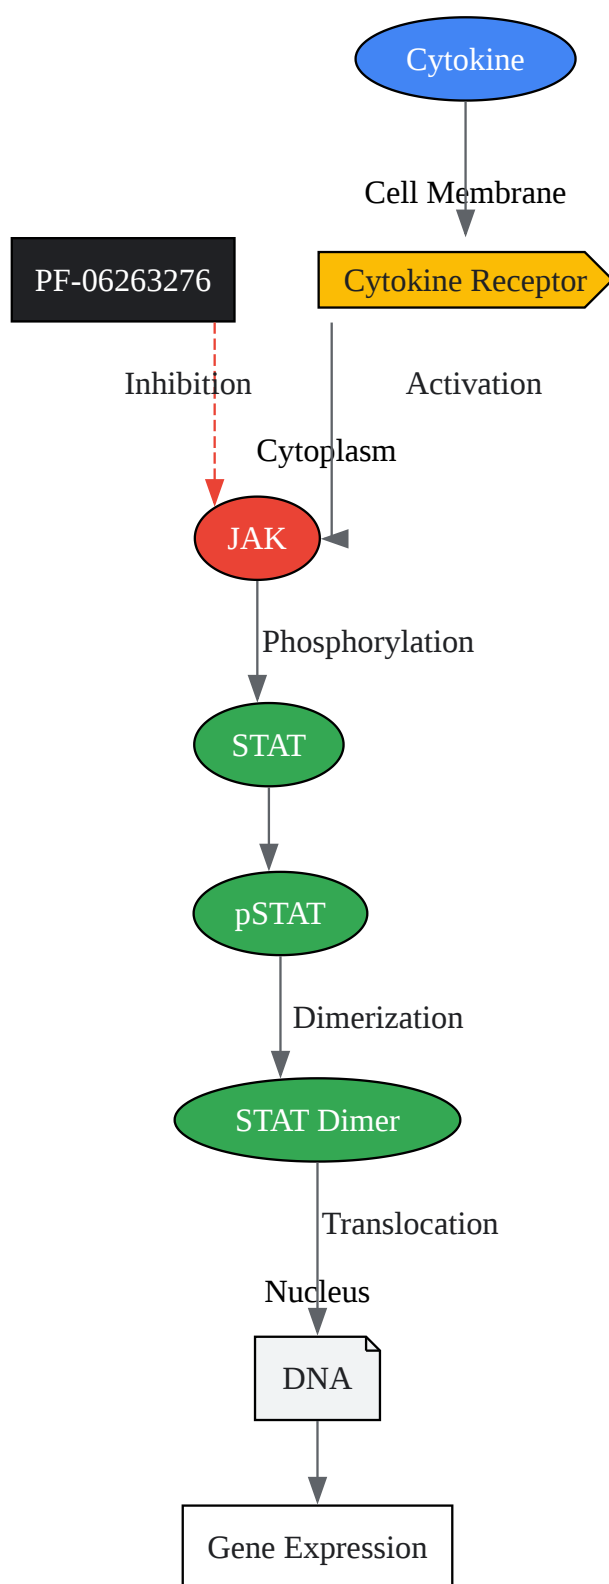 Cytokine
Cell Membrane
PF-06263276
Cytokine Receptor
Inhibition
Activation
Cytoplasm
JAK
Phosphorylation
STAT
pSTAT
Dimerization
STAT Dimer
Translocation
Nucleus
DNA
Gene Expression